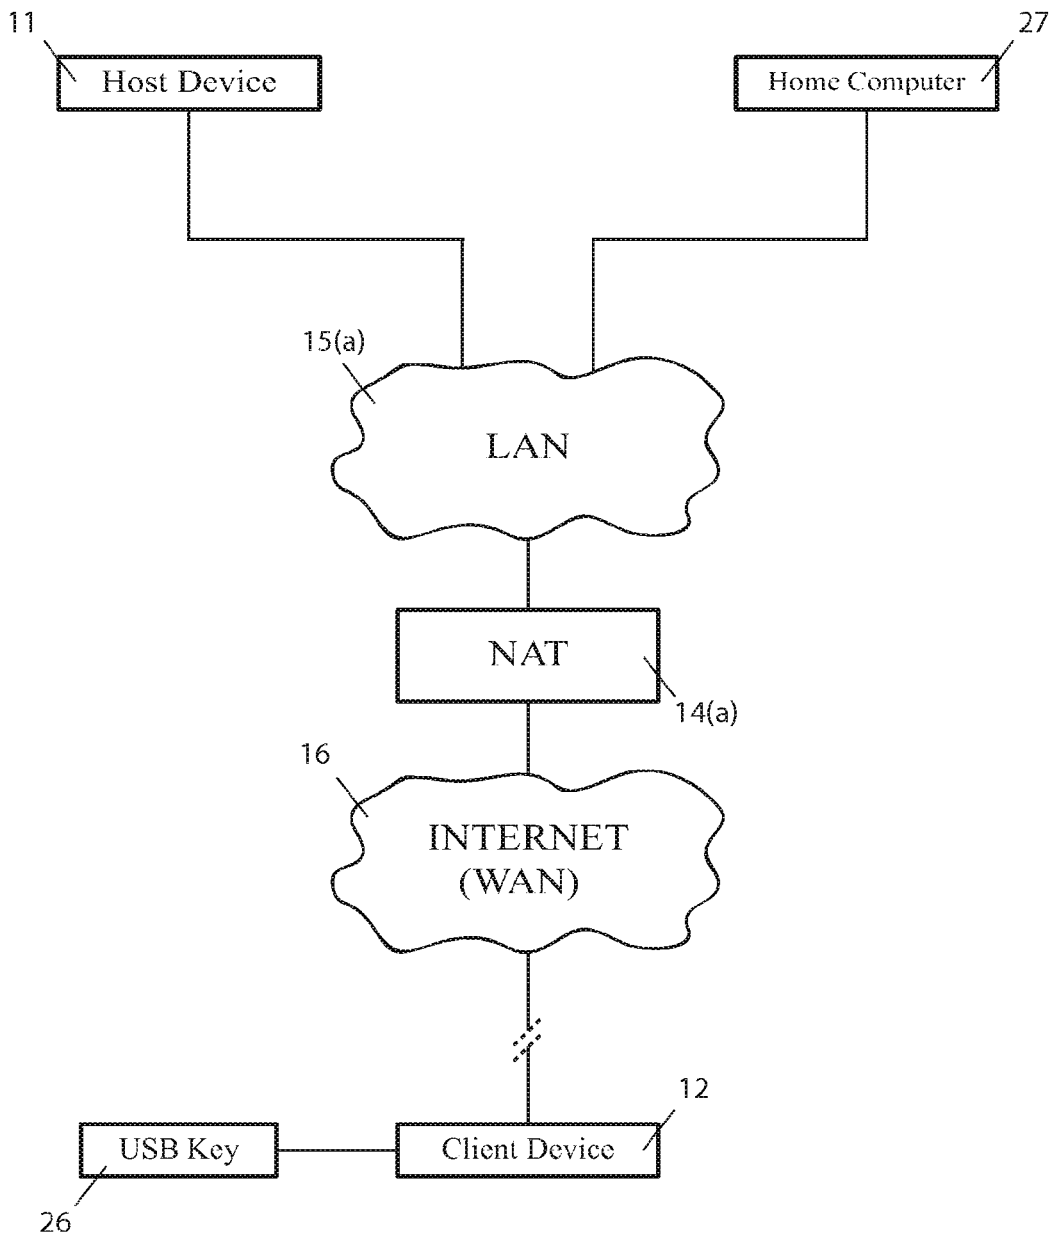 11
27
Host Device
Home Computer
15(a)
LAN
NAT
14(a)
16
INTERNET
(WAN)
12
USB Key
Client Device
26